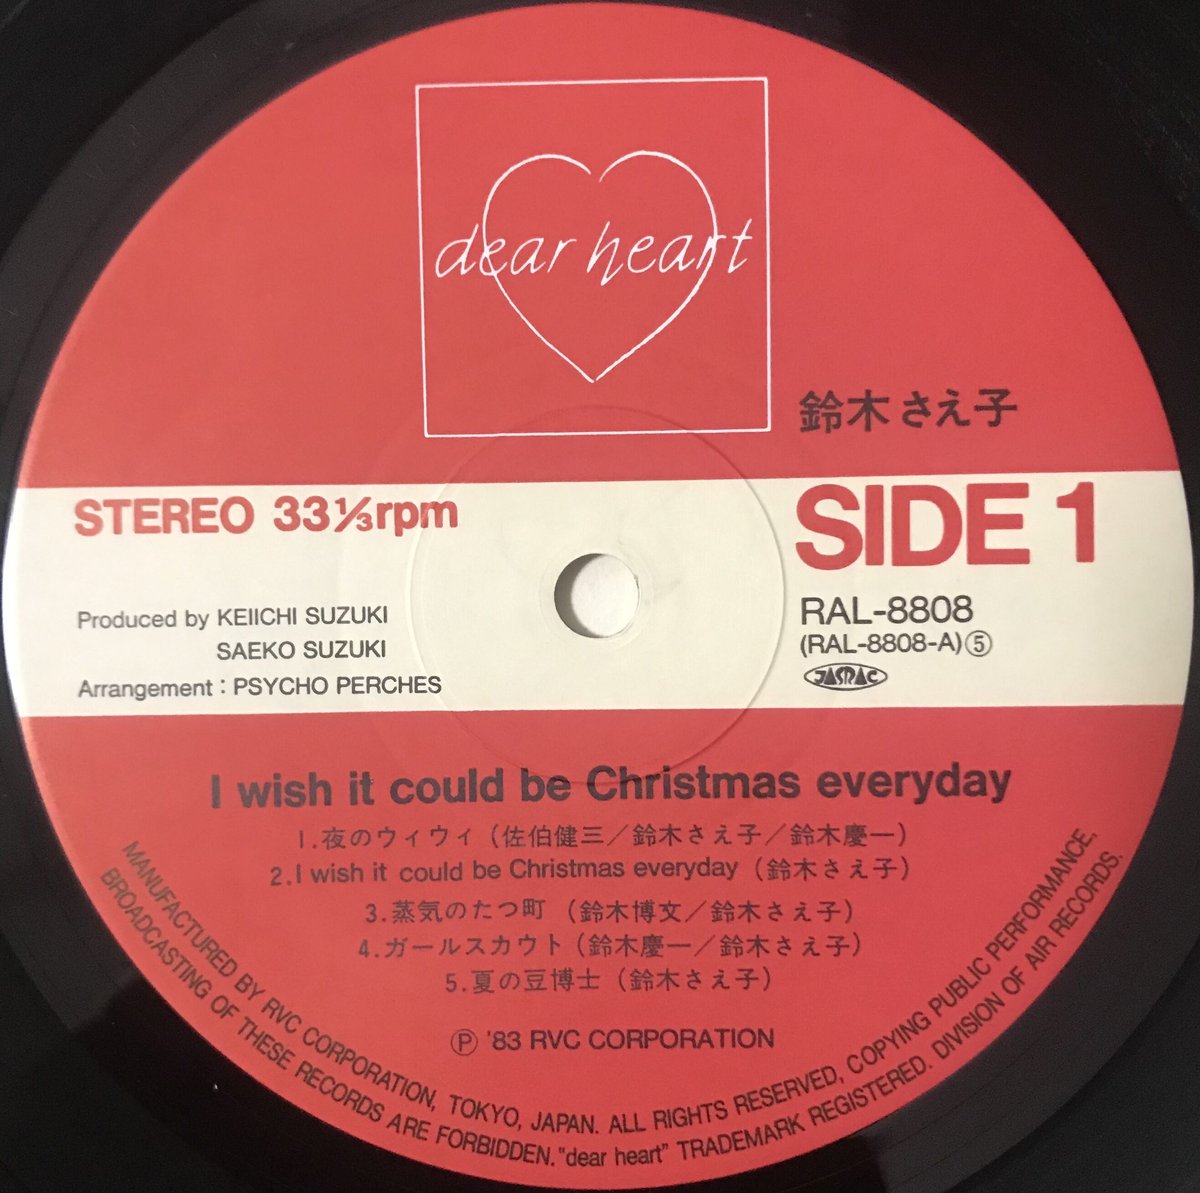 dear heart
鈴木さえ子
STEREO 33⅓rpm
SIDE 1
Produced by KEIICHI SUZUKI
SAEKO SUZUKI
Arrangement : PSYCHO PERCHES
RAL-8808
(RAL-8808-A)⑤
JASRAC
I wish it could be Christmas everyday
1.夜のウィウィ(佐伯健三/鈴木さえ子/鈴木慶一)
2.I wish it could be Christmas everyday(鈴木さえ子)
3.蒸気のたつ町(鈴木博文/鈴木さえ子)
4.ガールスカウト(鈴木慶一/鈴木さえ子)
5.夏の豆博士(鈴木さえ子)
Ⓟ '83 RVC CORPORATION
MANUFACTURED BY RVC CORPORATION, TOKYO, JAPAN. ALL RIGHTS RESERVED, COPYING PUBLIC PERFORMANCE,
BROADCASTING OF THESE RECORDS ARE FORBIDDEN. "dear heart" TRADEMARK REGISTERED. DIVISION OF AIR RECORDS.